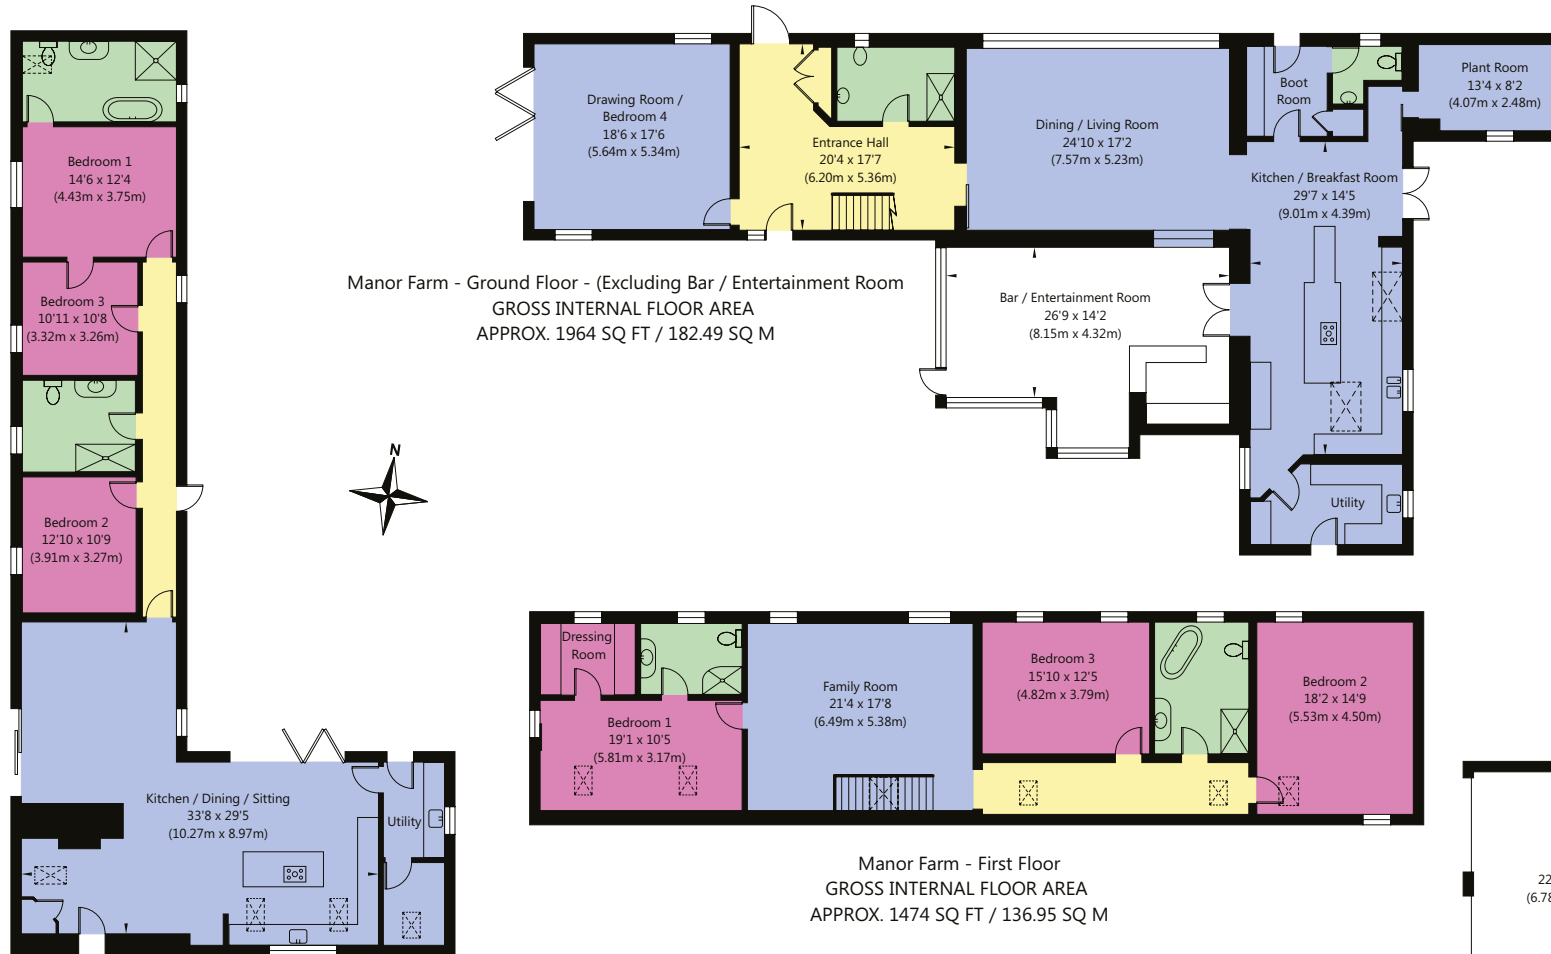 Bedroom 1
14'6 x 12'4
(4.43m x 3.75m)
Bedroom 3
10'11 x 10'8
(3.32m x 3.26m)
Bedroom 2
12'10 x 10'9
(3.91m x 3.27m)
Kitchen / Dining / Sitting
33'8 x 29'5
(10.27m x 8.97m)
Utility
Drawing Room /
Bedroom 4
18'6 x 17'6
(5.64m x 5.34m)
Entrance Hall
20'4 x 17'7
(6.20m x 5.36m)
Dining / Living Room
24'10 x 17'2
(7.57m x 5.23m)
Boot
Room
Plant Room
13'4 x 8'2
(4.07m x 2.48m)
Kitchen / Breakfast Room
29'7 x 14'5
(9.01m x 4.39m)
Bar / Entertainment Room
26'9 x 14'2
(8.15m x 4.32m)
Utility
Manor Farm - Ground Floor - (Excluding Bar / Entertainment Room
GROSS INTERNAL FLOOR AREA
APPROX. 1964 SQ FT / 182.49 SQ M
N
Dressing
Room
Bedroom 1
19'1 x 10'5
(5.81m x 3.17m)
Family Room
21'4 x 17'8
(6.49m x 5.38m)
Bedroom 3
15'10 x 12'5
(4.82m x 3.79m)
Bedroom 2
18'2 x 14'9
(5.53m x 4.50m)
Manor Farm - First Floor
GROSS INTERNAL FLOOR AREA
APPROX. 1474 SQ FT / 136.95 SQ M
22
(6.78